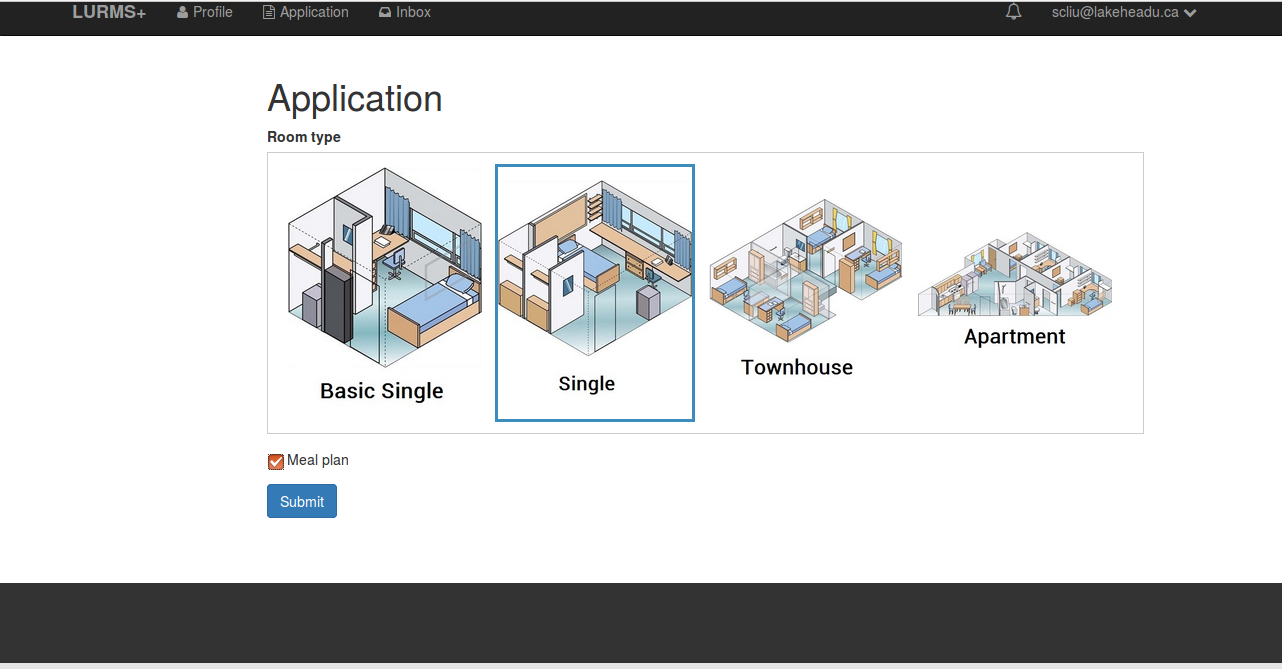 LURMS+ Profile Application Inbox scliu@lakeheadu.ca
Application
Room type
Basic Single
Single
Townhouse
Apartment
Meal plan
Submit